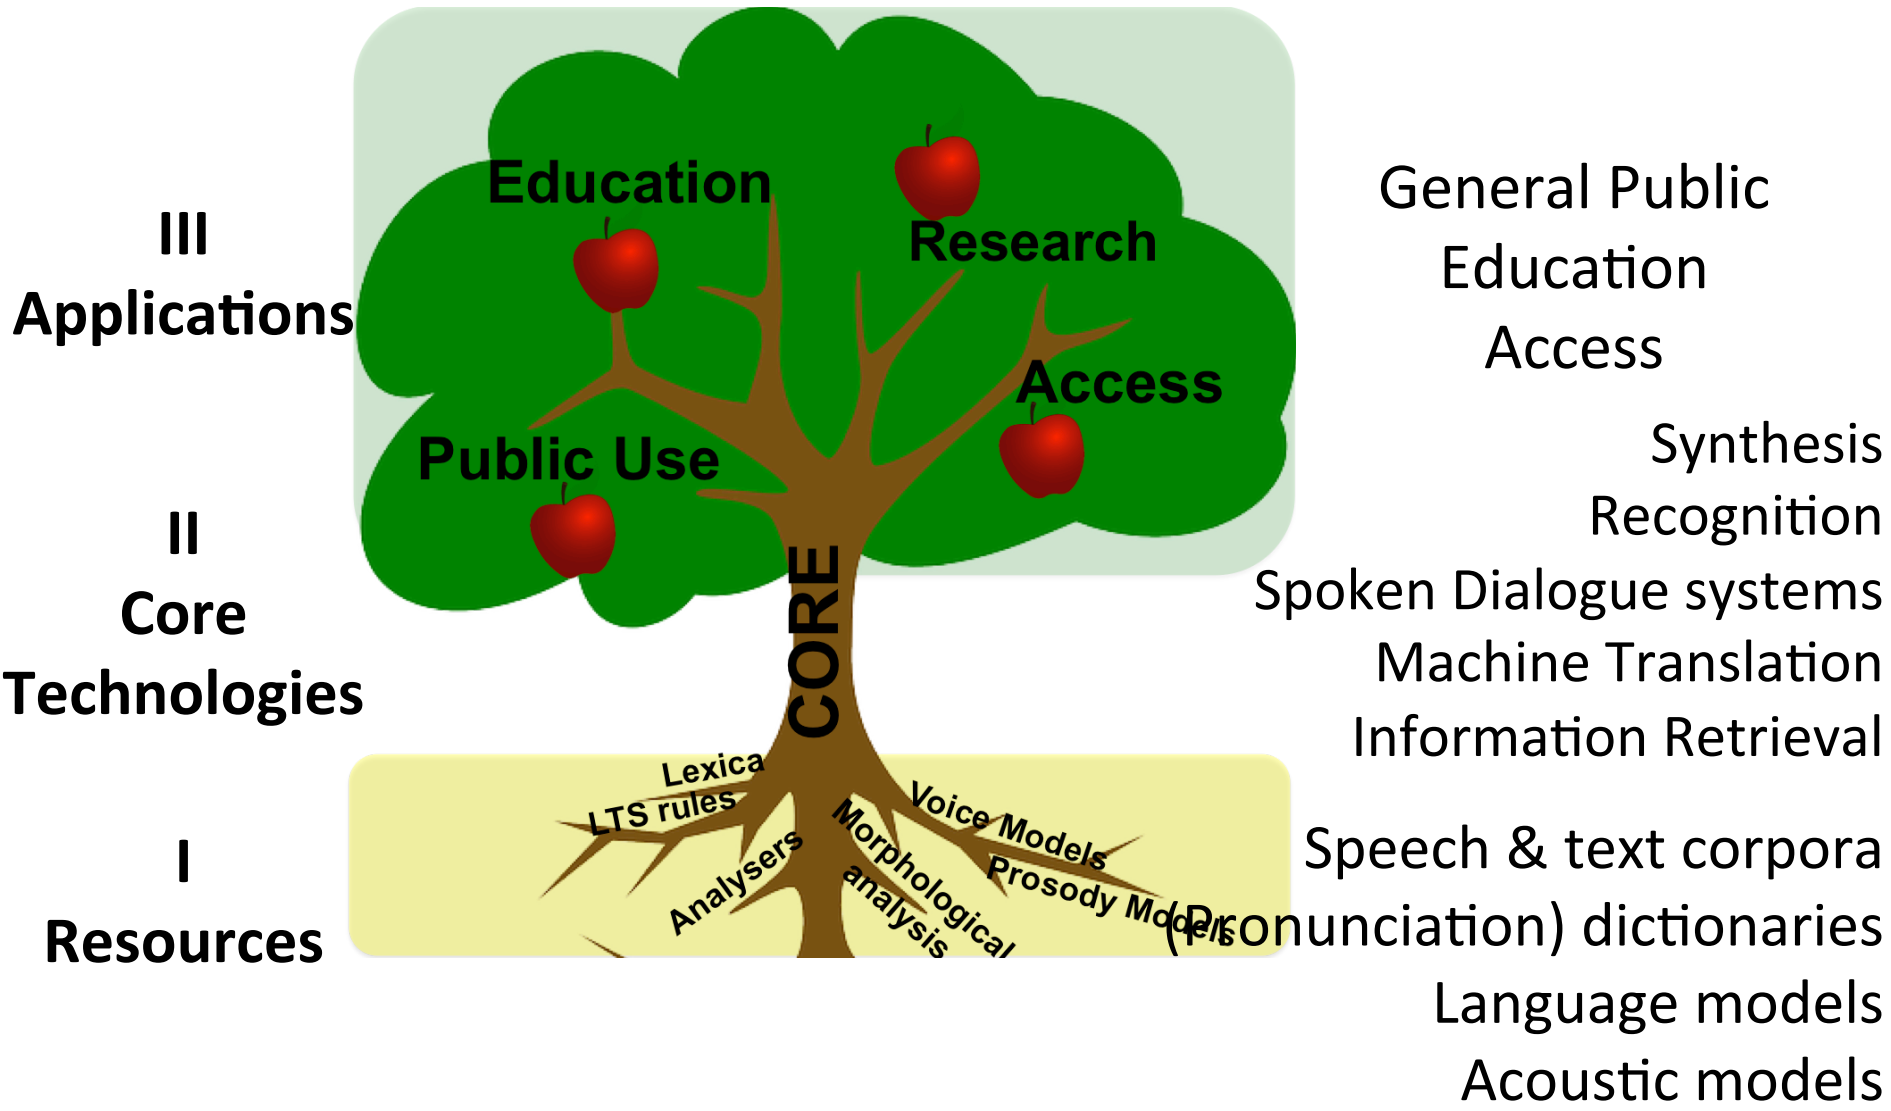 III
Applications
II
Core
Technologies
I
Resources
Education
Research
Access
Public Use
CORE
Lexica
LTS rules
Analysers
Morphological
analysis
Voice Models
Prosody Models
General Public
Education
Access
Synthesis
Recognition
Spoken Dialogue systems
Machine Translation
Information Retrieval
Speech & text corpora
(Pronunciation) dictionaries
Language models
Acoustic models